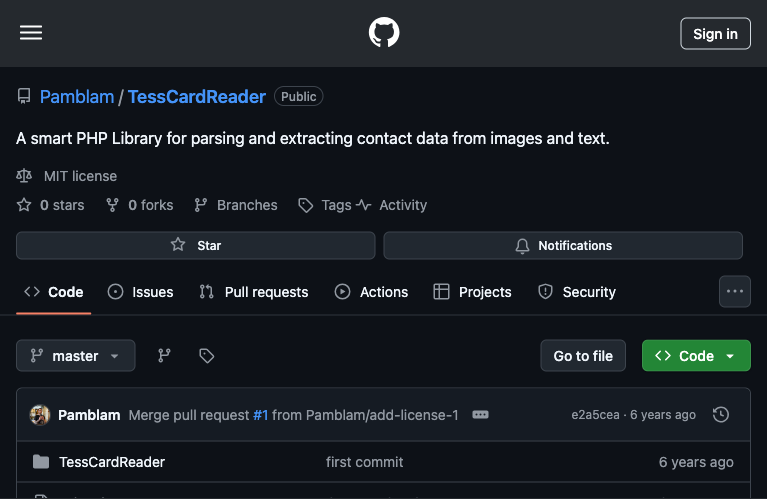 Sign in
Pamblam / TessCardReader Public
A smart PHP Library for parsing and extracting contact data from images and text.
MIT license
0 stars 0 forks Branches Tags Activity
Star Notifications
Code Issues Pull requests Actions Projects Security
master Go to file Code
Pamblam Merge pull request #1 from Pamblam/add-license-1 e2a5cea · 6 years ago
TessCardReader first commit 6 years ago